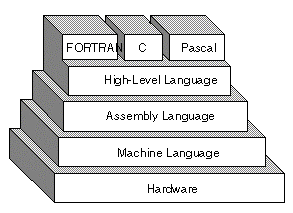 FORTRAN C Pascal
High-Level Language
Assembly Language
Machine Language
Hardware